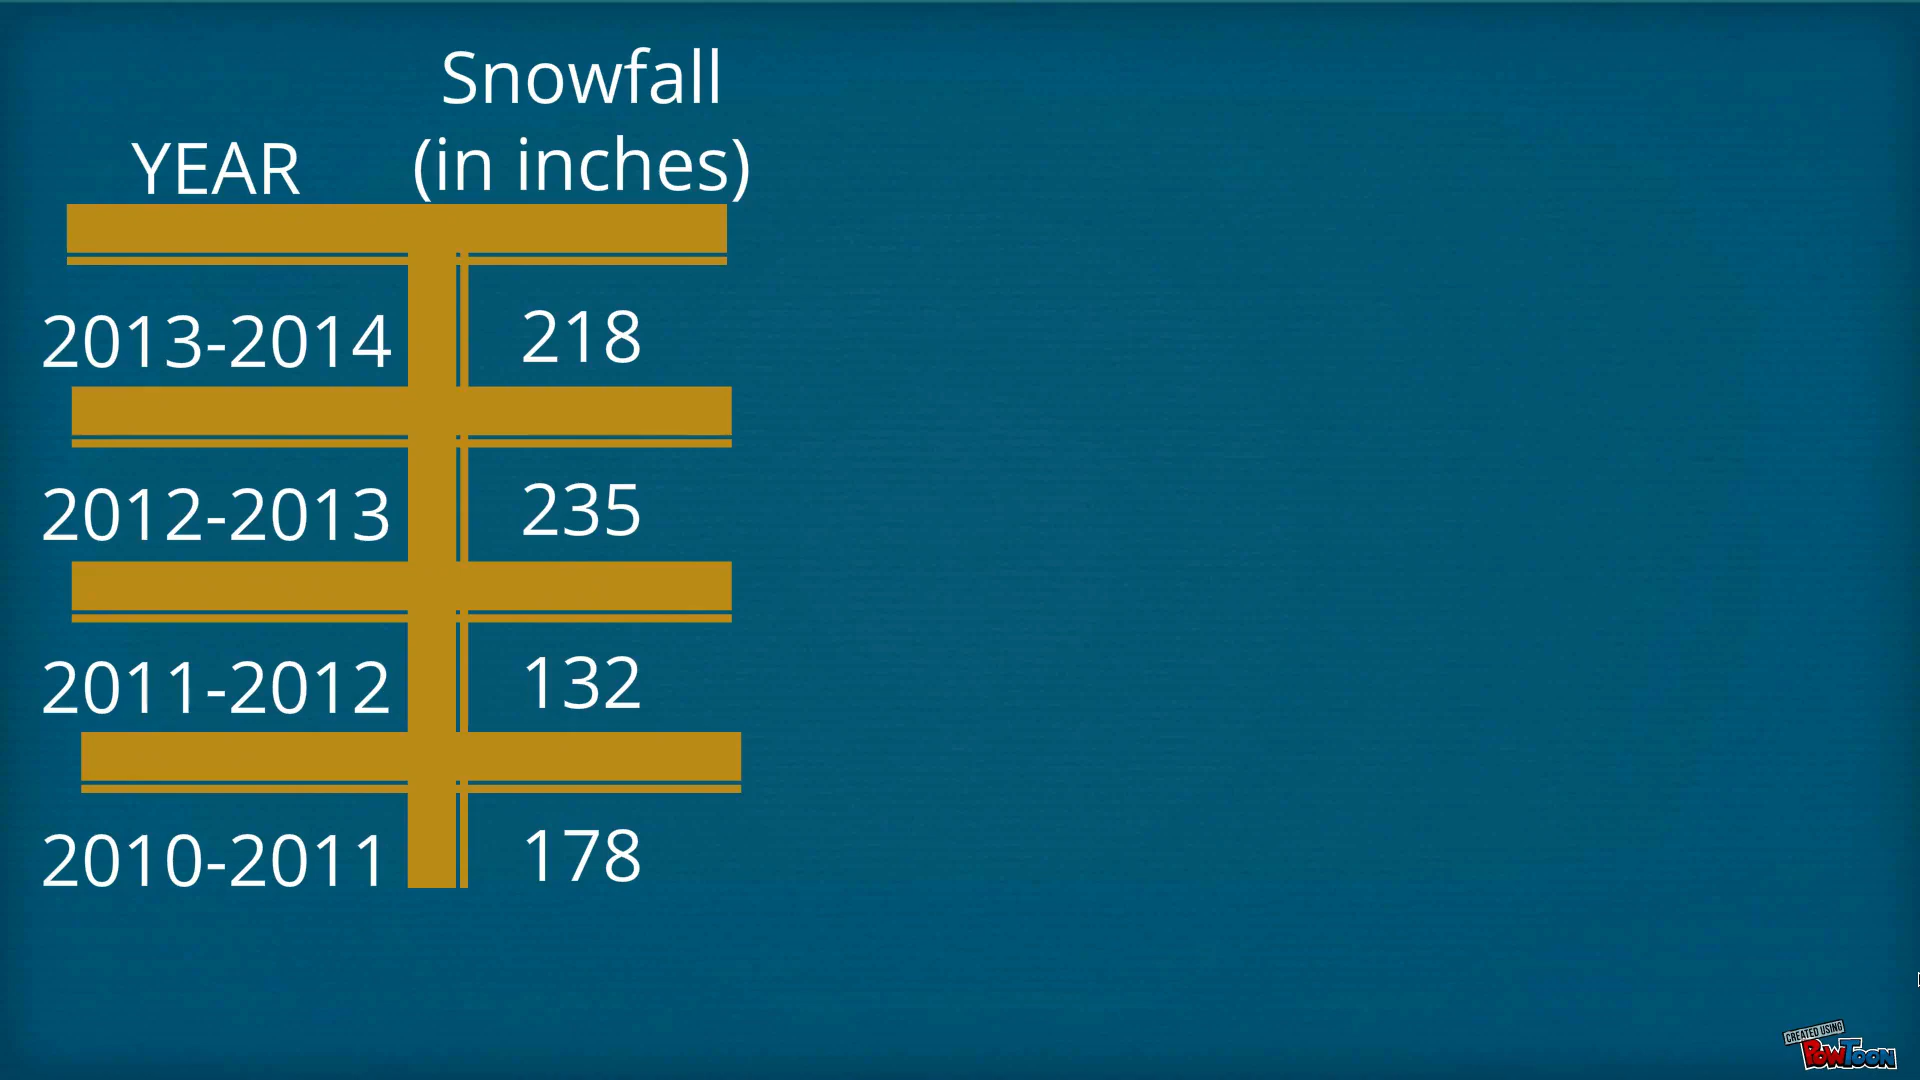 Snowfall
YEAR (in inches)
2013-2014 218
2012-2013 235
2011-2012 132
2010-2011 178
CREATED USING
POWTOON